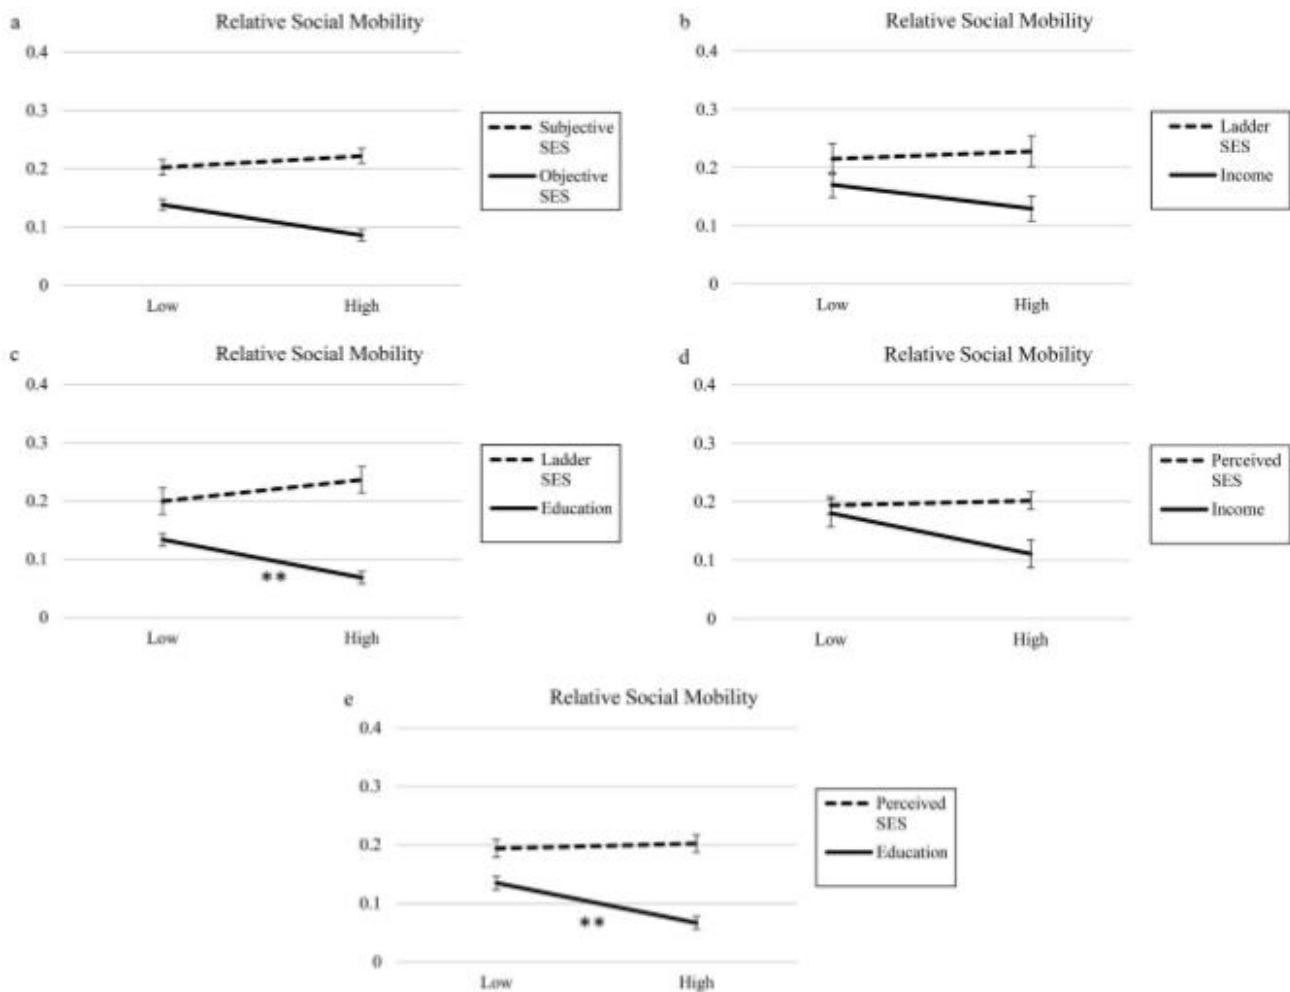 a
Relative Social Mobility
0.4
0.3
0.2
0.1
0
Low
High
Subjective
SES
Objective
SES
b
Relative Social Mobility
0.4
0.3
0.2
0.1
0
Low
High
Ladder
SES
Income
c
Relative Social Mobility
0.4
0.3
0.2
0.1
0
**
Low
High
Ladder
SES
Education
d
Relative Social Mobility
0.4
0.3
0.2
0.1
0
Low
High
Perceived
SES
Income
e
Relative Social Mobility
0.4
0.3
0.2
0.1
0
**
Low
High
Perceived
SES
Education